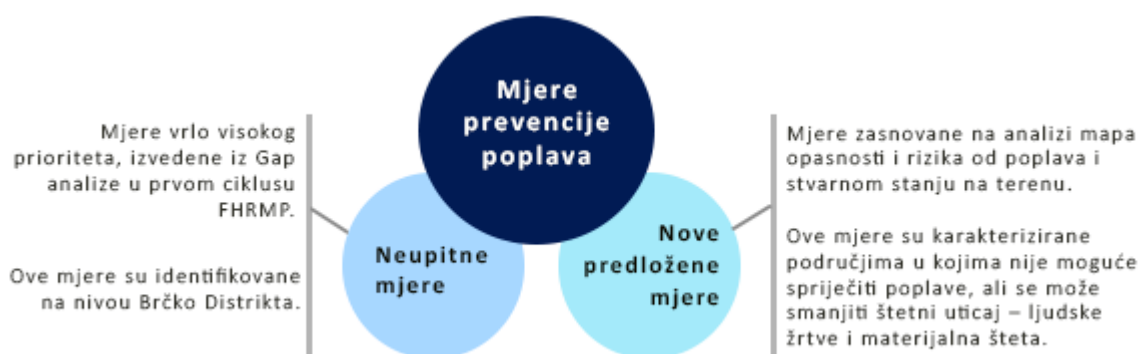 Mjere
prevencije
poplava
Mjere vrlo visokog
prioriteta, izvedene iz Gap
analize u prvom ciklusu
FHRMP.
Ove mjere su identifikovane
na nivou Brčko Distrikta.
Neupitne
mjere
Nove
predložene
mjere
Mjere zasnovane na analizi mapa
opasnosti i rizika od poplava i
stvarnom stanju na terenu.
Ove mjere su karakterizirane
područjima u kojima nije moguće
spriječiti poplave, ali se može
smanjiti štetni uticaj – ljudske
žrtve i materijalna šteta.